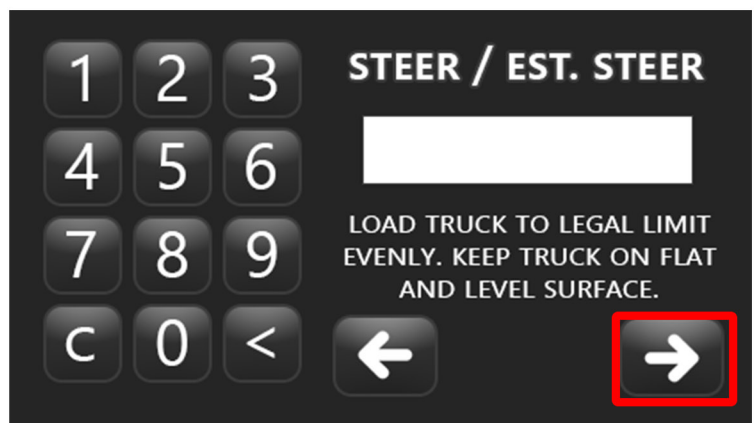 1 2 3
4 5 6
7 8 9
C 0 <
STEER / EST. STEER
LOAD TRUCK TO LEGAL LIMIT
EVENLY. KEEP TRUCK ON FLAT
AND LEVEL SURFACE.